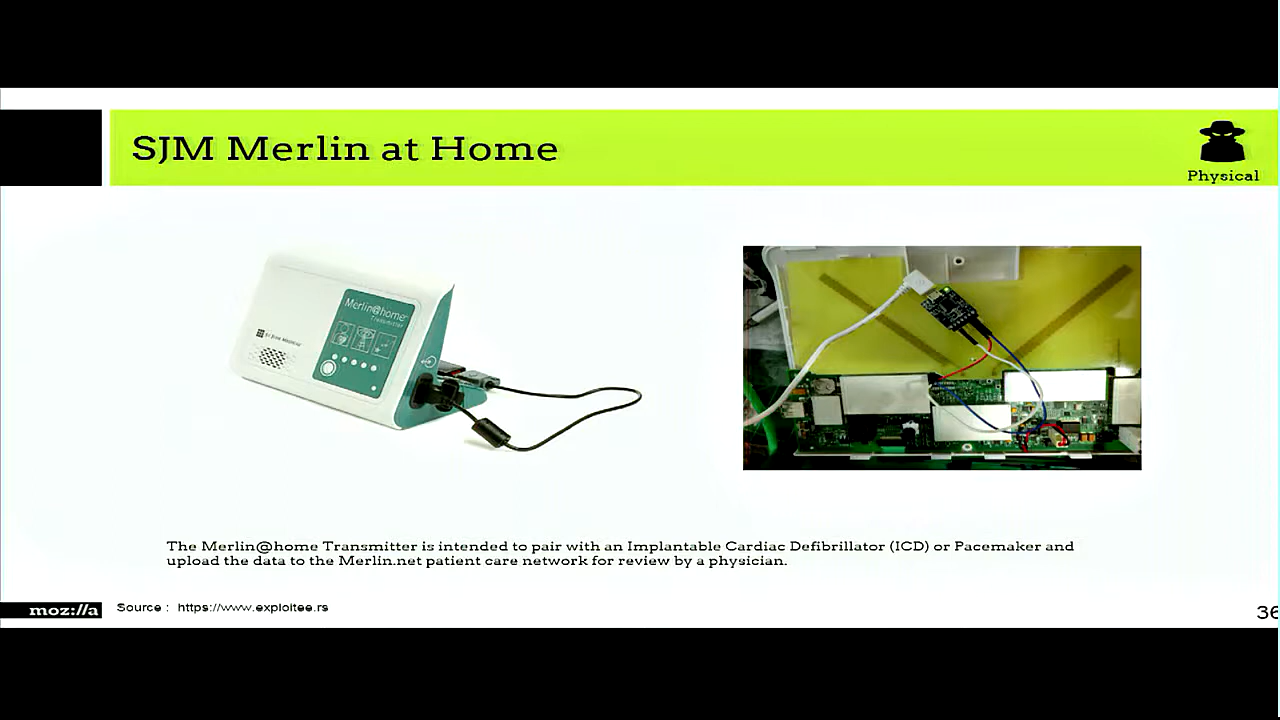 SJM Merlin at Home
Physical
Merlin@home
Transmitter
The Merlin@home Transmitter is intended to pair with an Implantable Cardiac Defibrillator (ICD) or Pacemaker and
upload the data to the Merlin.net patient care network for review by a physician.
moz://a
Source : https://www.exploitee.rs
36